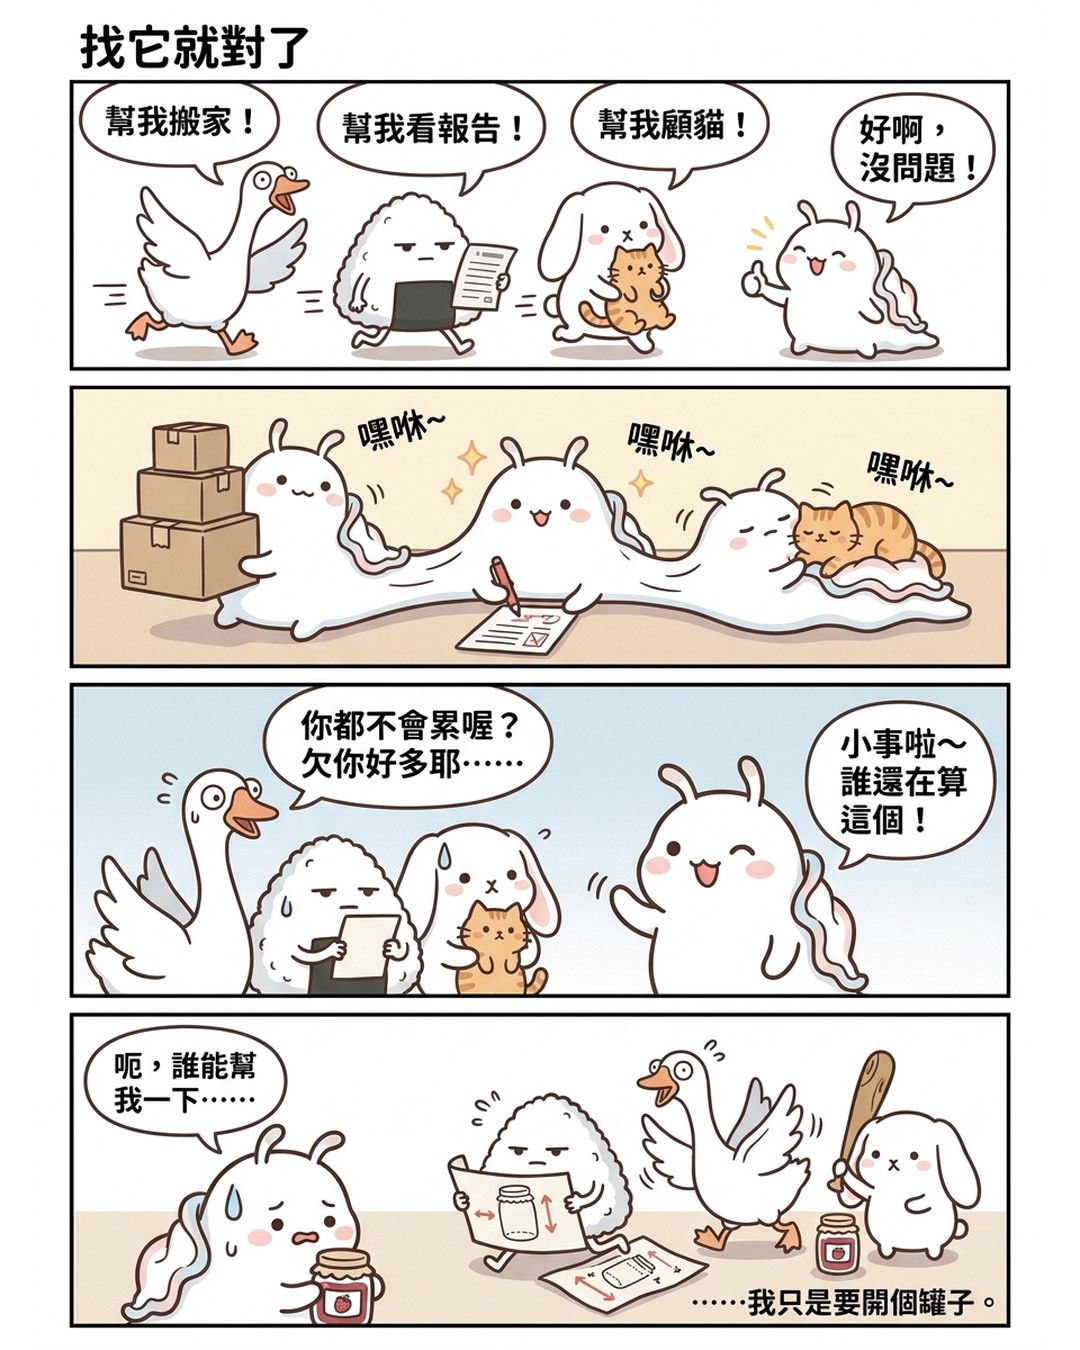 找它就對了
幫我搬家！
幫我看報告！
幫我顧貓！
好啊，
沒問題！
嘿咻~
嘿咻~
嘿咻~
你都不會累喔？
欠你好多耶⋯⋯
小事啦～
誰還在算
這個！
呃，誰能幫
我一下⋯⋯
⋯⋯我只是要開個罐子。